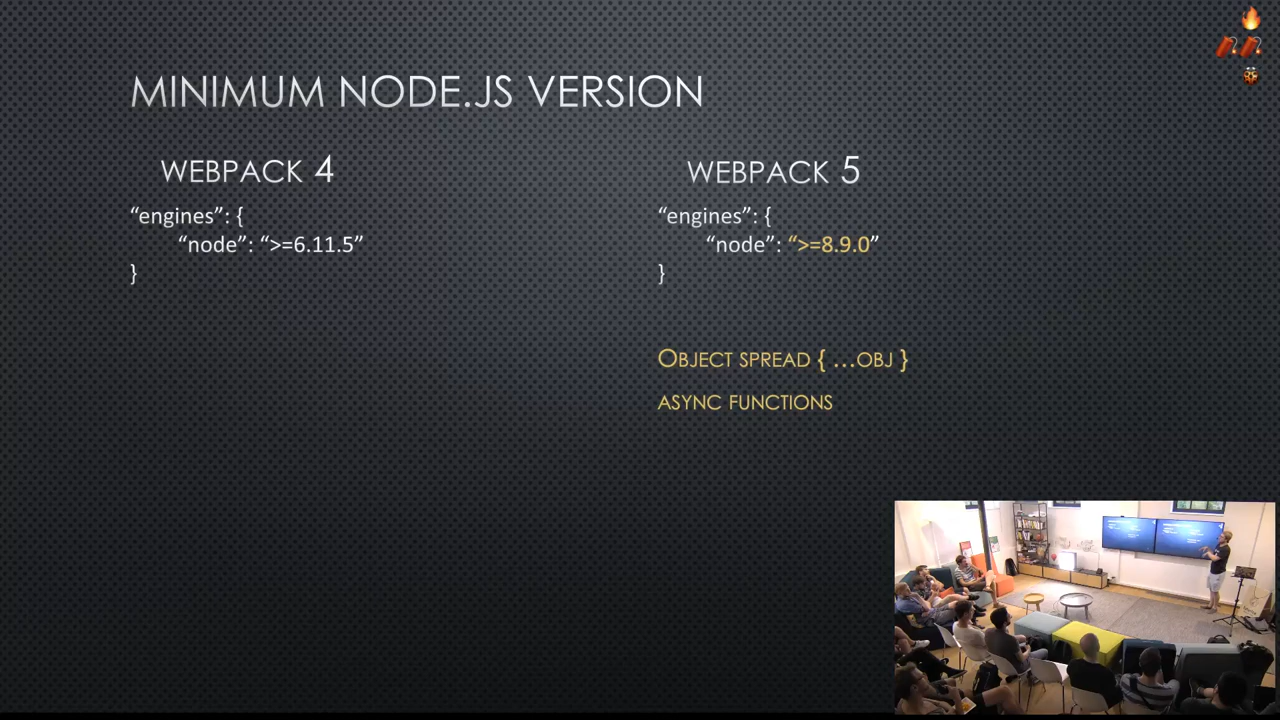 MINIMUM NODE.JS VERSION
WEBPACK 4
“engines”: {
“node”: “>=6.11.5”
}
WEBPACK 5
“engines”: {
“node”: “>=8.9.0”
}
OBJECT SPREAD { …OBJ }
ASYNC FUNCTIONS